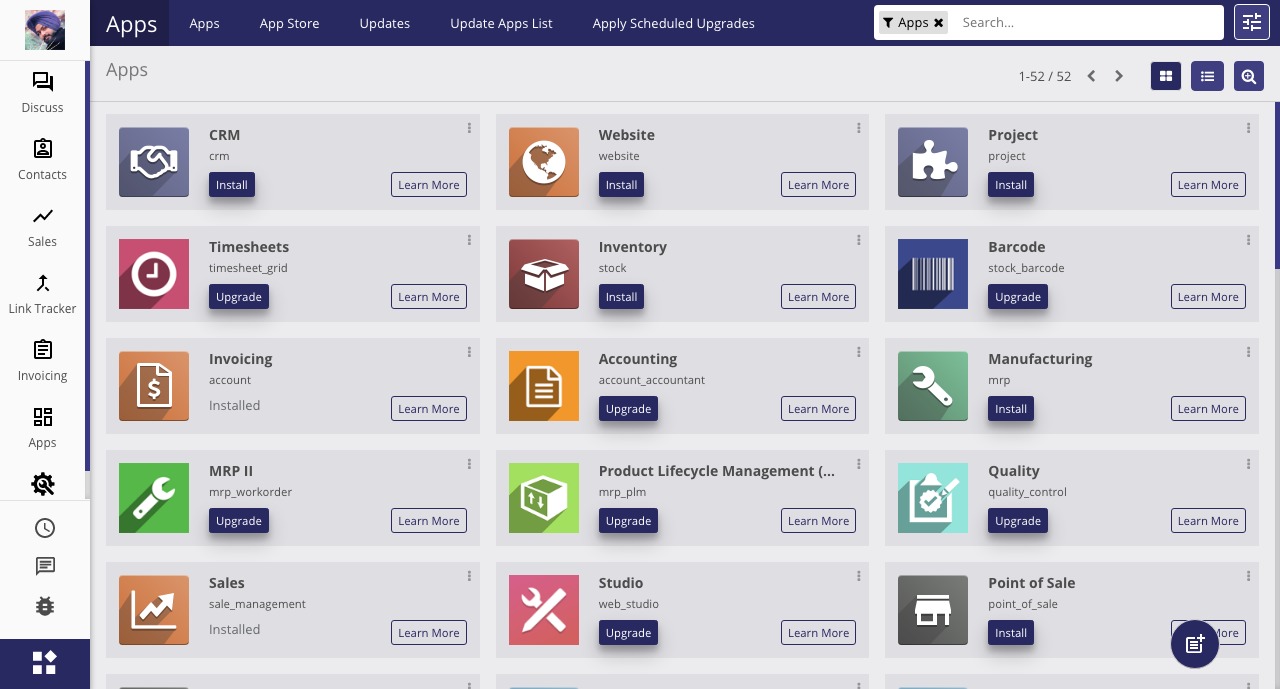 Apps
Apps
App Store
Updates
Update Apps List
Apply Scheduled Upgrades
Apps
Search...
Discuss
Contacts
Sales
Link Tracker
Invoicing
Apps
Apps
1-52 / 52
CRM
crm
Install
Learn More
Website
website
Install
Learn More
Project
project
Install
Learn More
Timesheets
timesheet_grid
Upgrade
Learn More
Inventory
stock
Install
Learn More
Barcode
stock_barcode
Upgrade
Learn More
Invoicing
account
Installed
Learn More
Accounting
account_accountant
Upgrade
Learn More
Manufacturing
mrp
Install
Learn More
MRP II
mrp_workorder
Upgrade
Learn More
Product Lifecycle Management (...
mrp_plm
Upgrade
Learn More
Quality
quality_control
Upgrade
Learn More
Sales
sale_management
Installed
Learn More
Studio
web_studio
Upgrade
Learn More
Point of Sale
point_of_sale
Install
More